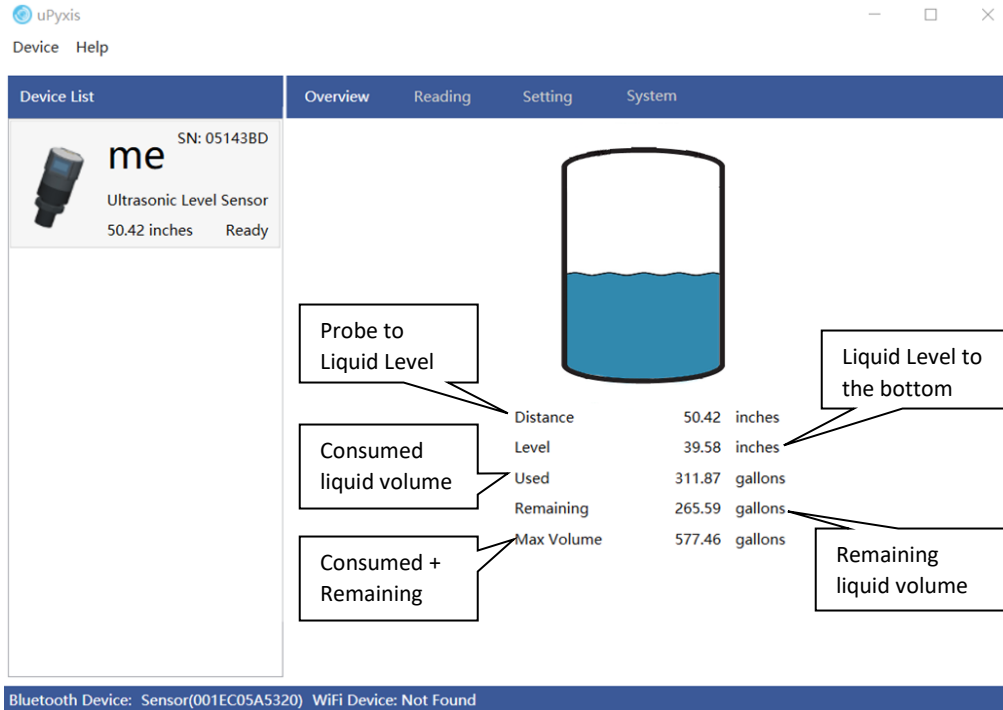 uPyxis
Device Help
Device List
Overview Reading Setting System
SN: 05143BD
me
Ultrasonic Level Sensor
50.42 inches Ready
Probe to
Liquid Level
Liquid Level to
the bottom
Distance 50.42 inches
Level 39.58 inches
Consumed
liquid volume
Used 311.87 gallons
Remaining 265.59 gallons
Max Volume 577.46 gallons
Consumed +
Remaining
Remaining
liquid volume
Bluetooth Device: Sensor(001EC05A5320) WiFi Device: Not Found